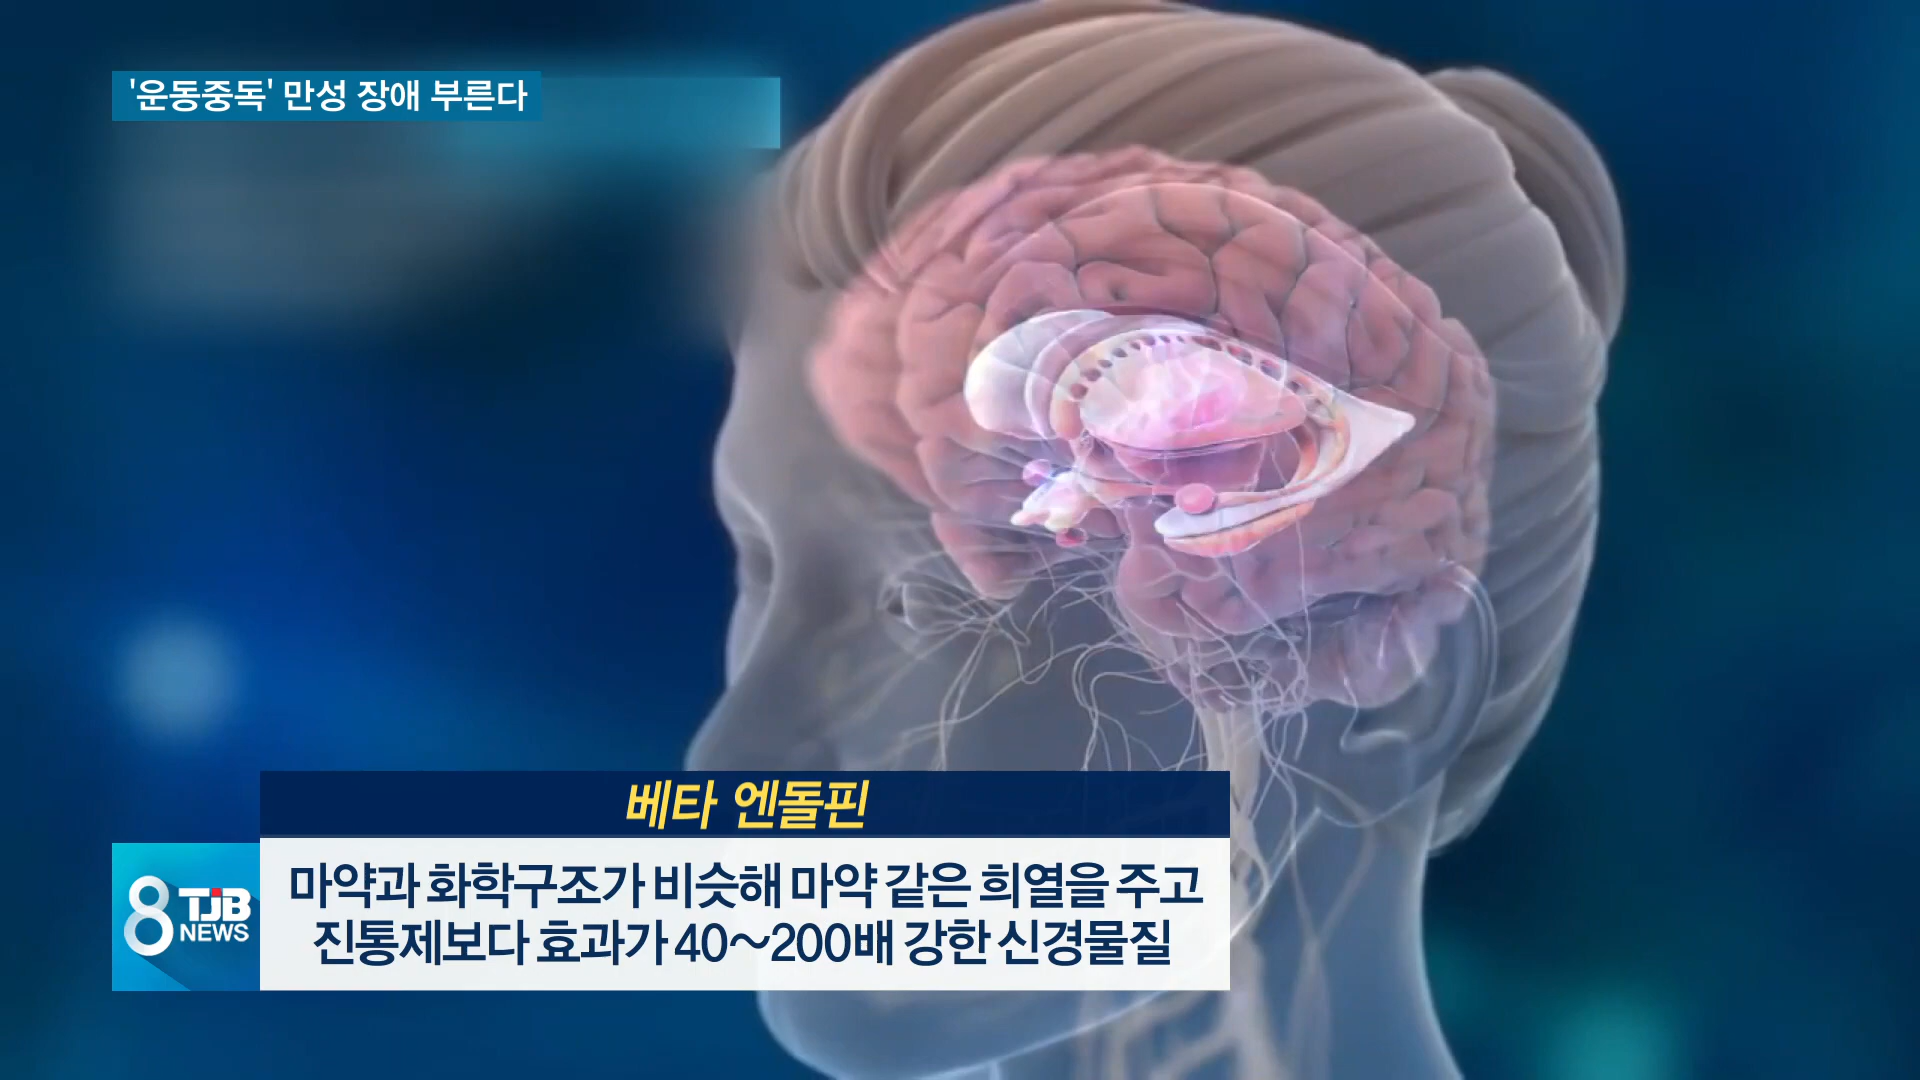 '운동중독' 만성 장애 부른다
베타 엔돌핀
마약과 화학구조가 비슷해 마약 같은 희열을 주고
진통제보다 효과가 40~200배 강한 신경물질
8 TJB
NEWS